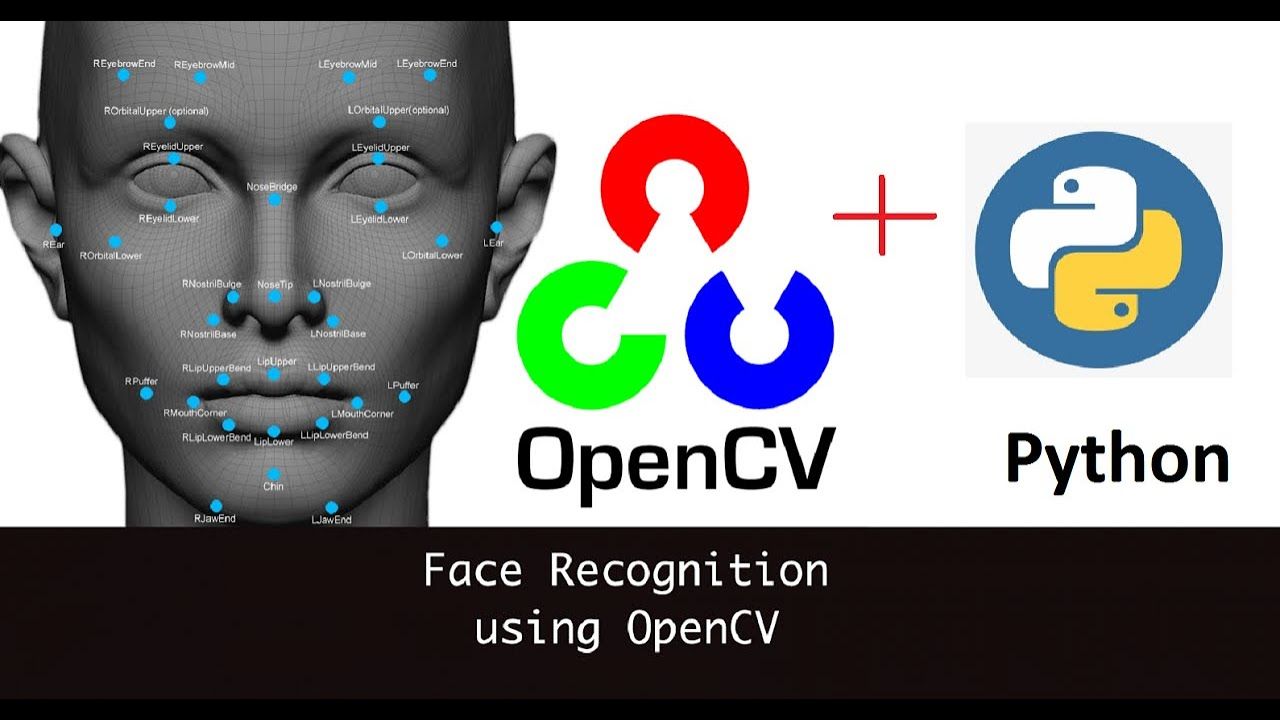 REyebrowEnd
REyebrowMid
LEyebrowMid
LEyebrowEnd
ROrbitalUpper (optional)
LOrbitalUpper(optional)
REyelidUpper
LEyelidUpper
NoseBridge
REyelidLower
LEyelidLower
REar
LEar
ROrbitalLower
LOrbitalLower
RNostrilBulge
NoseTip
LNostrilBulge
RNostrilBase
LNostrilBase
LipUpper
RLipUpperBend
LLipUpperBend
RPuffer
LPuffer
RMouthCorner
LMouthCorner
RLipLowerBend
LipLower
LLipLowerBend
Chin
RJawEnd
LJawEnd
OpenCV
Python
Face Recognition
using OpenCV